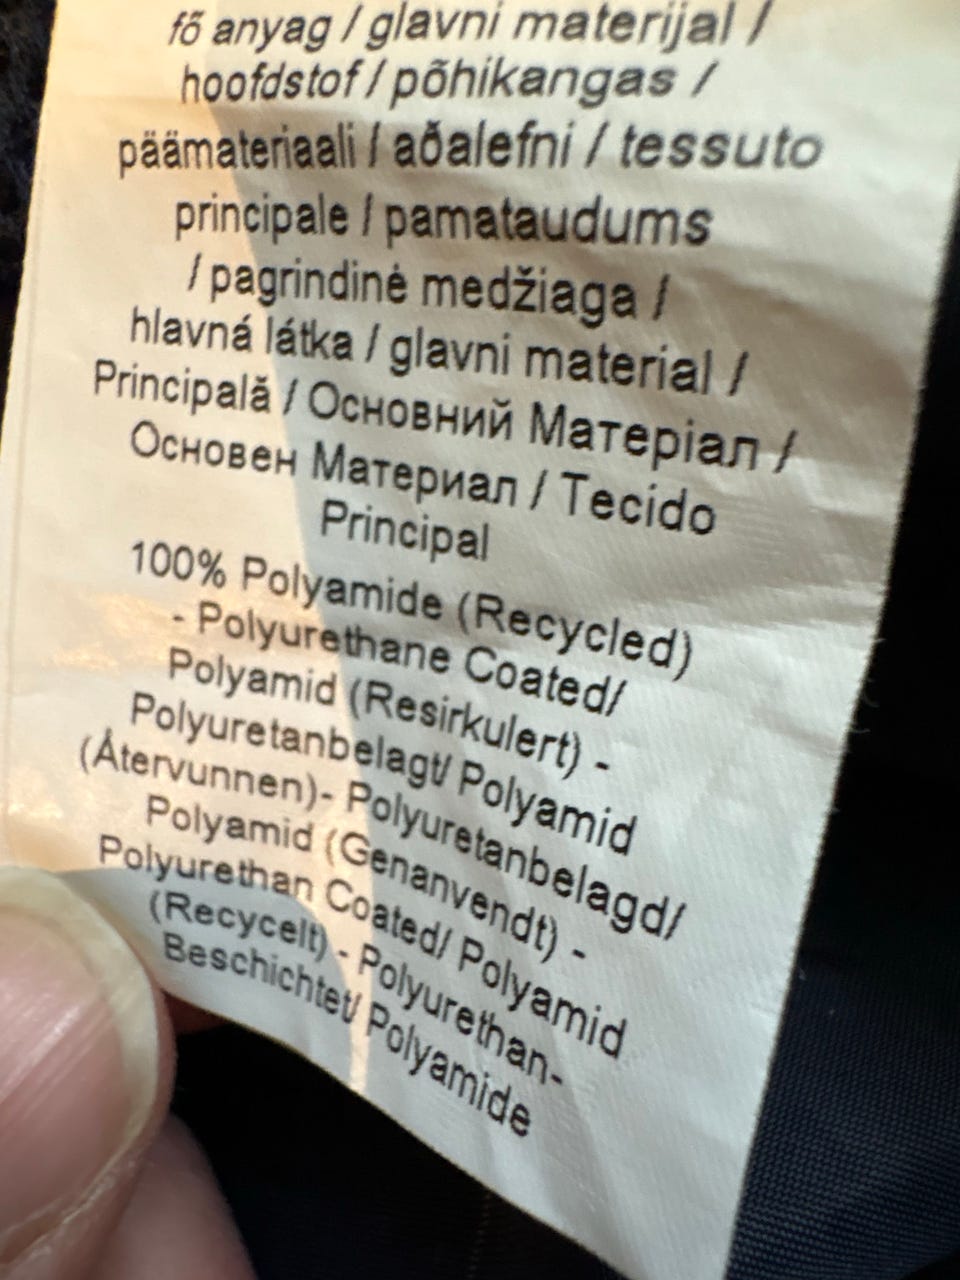 fő anyag / glavni materijal /
hoofdstof / põhikangas /
päämateriaali / aðalefni / tessuto
principale / pamataudums
/ pagrindinė medžiaga /
hlavná látka / glavni material /
Principală / Основний Матеріал /
Основен Материал / Tecido
Principal
100% Polyamide (Recycled)
- Polyurethane Coated/
Polyamid (Resirkulert) -
Polyuretanbelagt/ Polyamid
(Återvunnen)- Polyuretanbelagd/
Polyamid (Genanvendt) -
Polyurethan Coated/ Polyamid
(Recycelt) - Polyurethan-
Beschichtet/ Polyamide